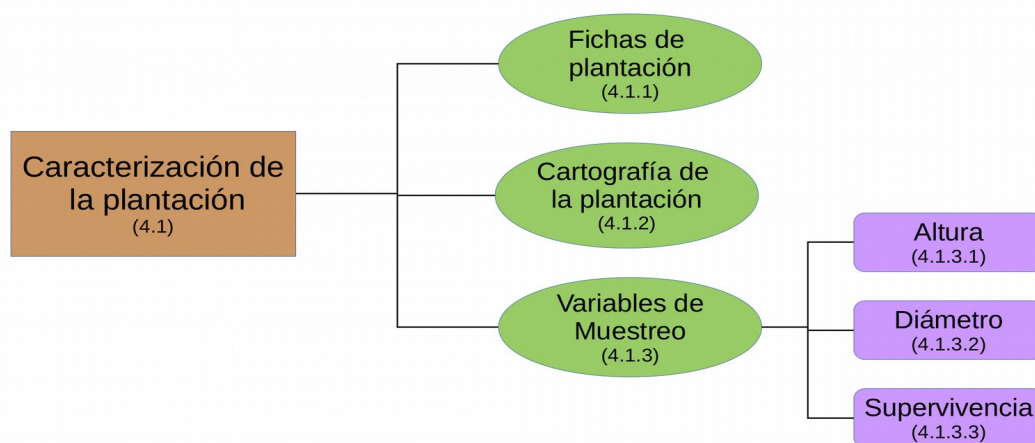 Caracterización de
la plantación
(4.1)
Fichas de
plantación
(4.1.1)
Cartografía de
la plantación
(4.1.2)
Variables de
Muestreo
(4.1.3)
Altura
(4.1.3.1)
Diámetro
(4.1.3.2)
Supervivencia
(4.1.3.3)